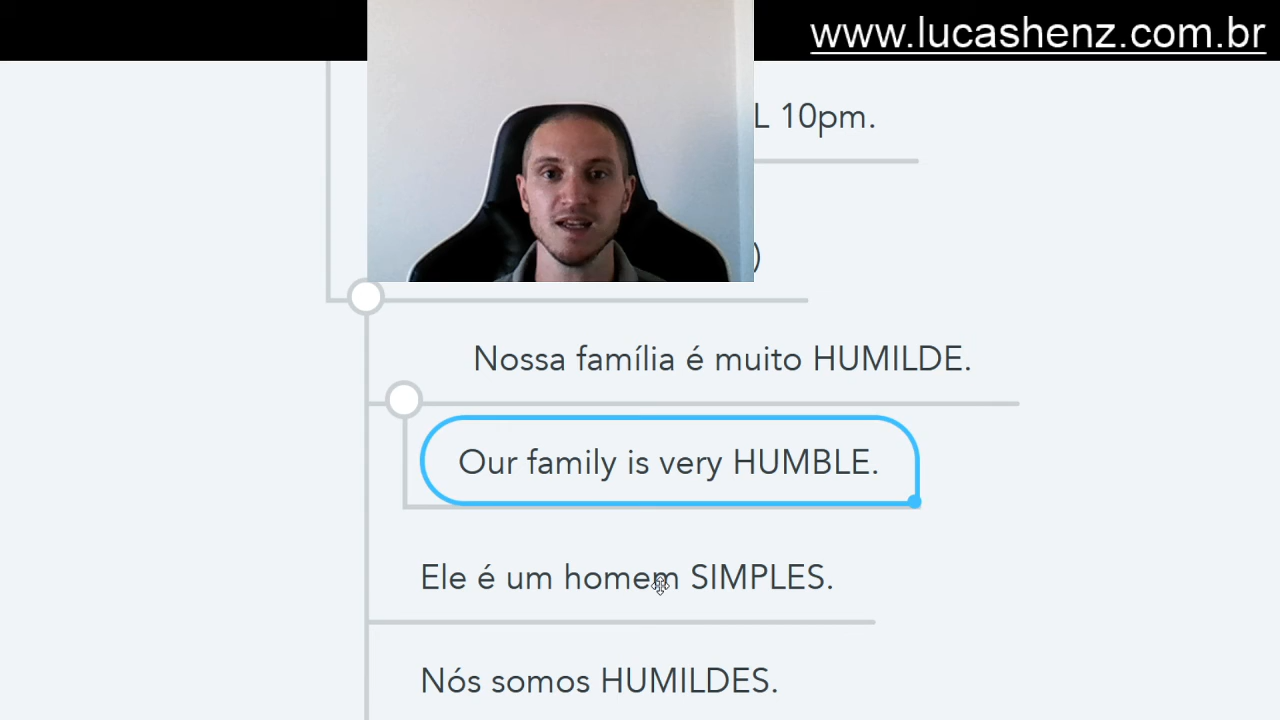 www.lucashenz.com.br
L 10pm.
)
Nossa família é muito HUMILDE.
Our family is very HUMBLE.
Ele é um homem SIMPLES.
Nós somos HUMILDES.